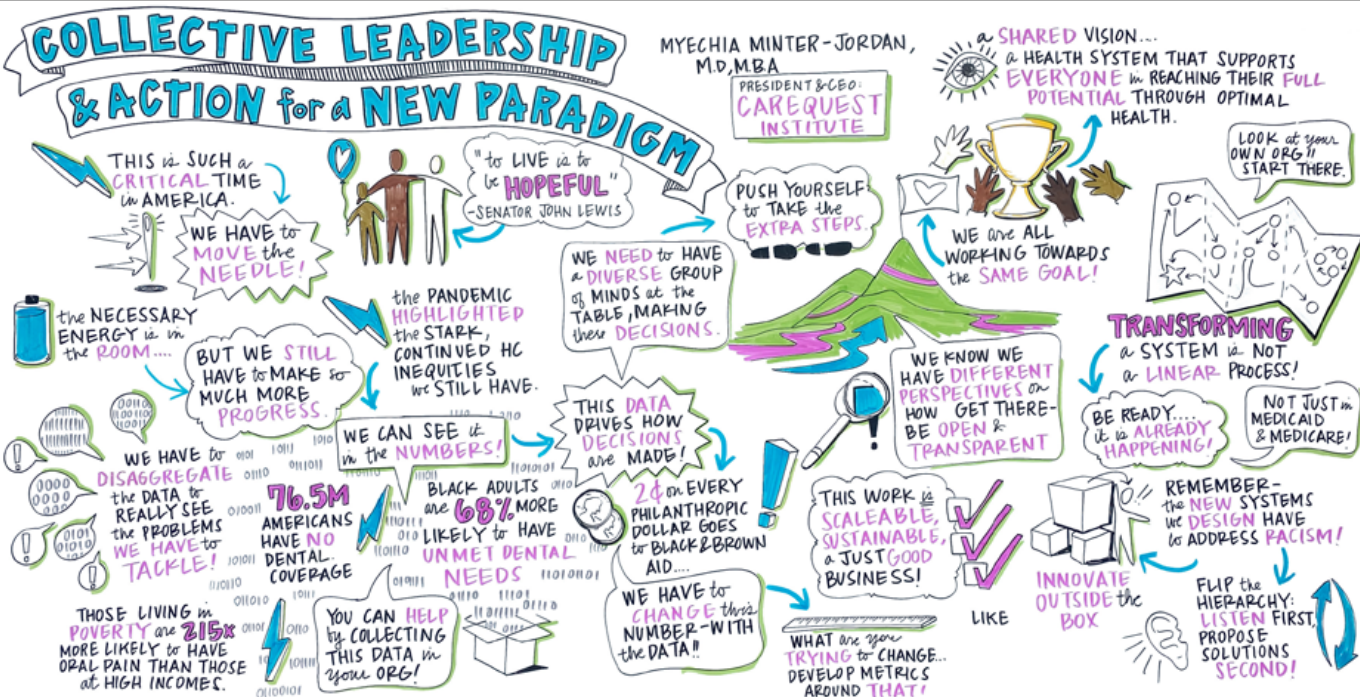 COLLECTIVE LEADERSHIP
& ACTION for a NEW PARADIGM
MYECHIA MINTER-JORDAN,
M.D, M.B.A
PRESIDENT & CEO:
CAREQUEST
INSTITUTE
a SHARED VISION...
a HEALTH SYSTEM THAT SUPPORTS
EVERYONE in REACHING THEIR FULL
POTENTIAL THROUGH OPTIMAL
HEALTH.
THIS is SUCH a
CRITICAL TIME
in AMERICA.
WE HAVE to
MOVE the
NEEDLE!
"to LIVE is to
be HOPEFUL"
-SENATOR JOHN LEWIS
PUSH YOURSELF
to TAKE the
EXTRA STEPS.
WE are ALL
WORKING TOWARDS
the SAME GOAL!
LOOK at your
OWN ORG!!
START THERE.
the NECESSARY
ENERGY is in
the ROOM....
BUT WE STILL
HAVE to MAKE so
MUCH MORE
PROGRESS.
the PANDEMIC
HIGHLIGHTED
the STARK,
CONTINUED HC
INEQUITIES
we STILL HAVE.
WE NEED to HAVE
a DIVERSE GROUP
of MINDS at the
TABLE, MAKING
these DECISIONS.
WE KNOW WE
HAVE DIFFERENT
PERSPECTIVES on
HOW GET THERE-
BE OPEN &
TRANSPARENT
TRANSFORMING
a SYSTEM is NOT
a LINEAR PROCESS!
BE READY....
it is ALREADY
HAPPENING!
NOT JUST in
MEDICAID
& MEDICARE!
WE HAVE to
DISAGGREGATE
the DATA to
REALLY SEE
the PROBLEMS
WE HAVE to
TACKLE!
WE CAN SEE it
in the NUMBERS!
76.5M
AMERICANS
HAVE NO
DENTAL
COVERAGE
BLACK ADULTS
are 68% MORE
LIKELY to HAVE
UNMET DENTAL
NEEDS
THIS DATA
DRIVES HOW
DECISIONS
are MADE!
2¢ on EVERY
PHILANTHROPIC
DOLLAR GOES
to BLACK & BROWN
AID....
WE HAVE to
CHANGE this
NUMBER-WITH
the DATA!!
THOSE LIVING in
POVERTY are 215x
MORE LIKELY to HAVE
ORAL PAIN THAN THOSE
at HIGH INCOMES.
YOU CAN HELP
by COLLECTING
THIS DATA in
your ORG!
THIS WORK is
SCALEABLE,
SUSTAINABLE,
a JUST GOOD
BUSINESS!
WHAT are you
TRYING to CHANGE...
DEVELOP METRICS
AROUND THAT!
LIKE
INNOVATE
OUTSIDE the
BOX
REMEMBER-
the NEW SYSTEMS
we DESIGN HAVE
to ADDRESS RACISM!
FLIP the
HIERARCHY:
LISTEN FIRST,
PROPOSE
SOLUTIONS
SECOND!